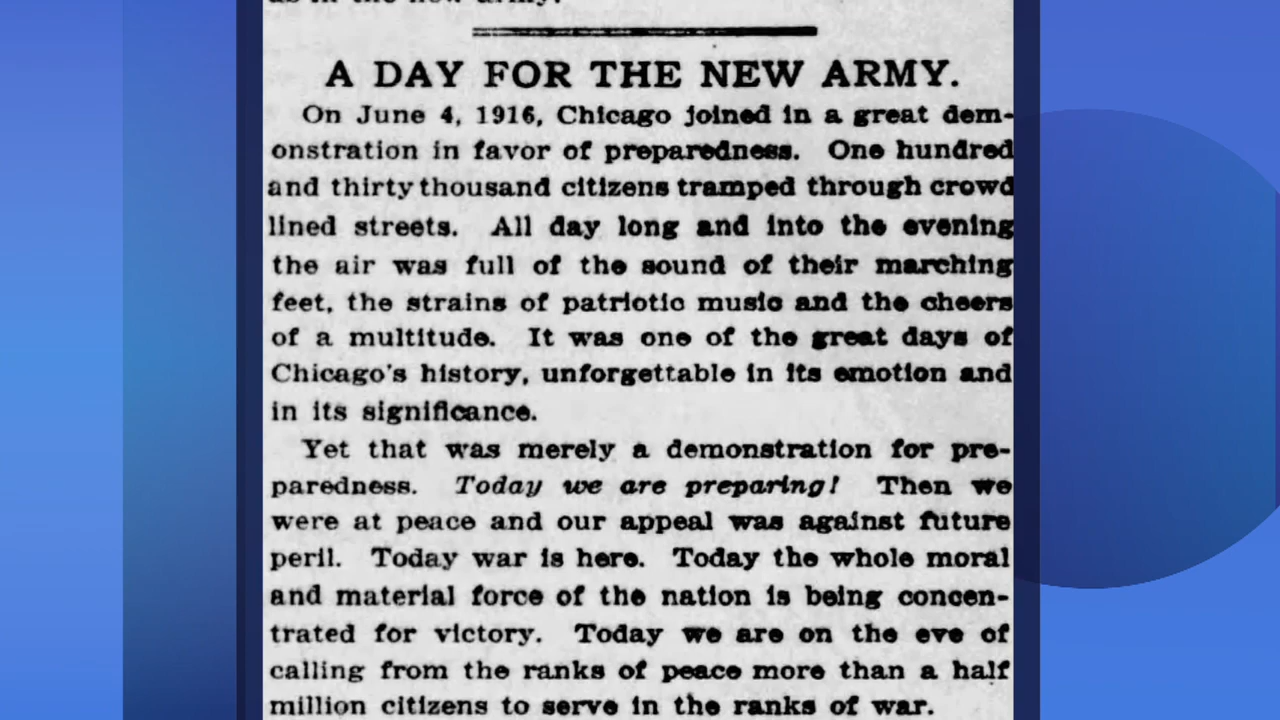 as in the new army.
A DAY FOR THE NEW ARMY.
On June 4, 1916, Chicago joined in a great dem-
onstration in favor of preparedness. One hundred
and thirty thousand citizens tramped through crowd
lined streets. All day long and into the evening
the air was full of the sound of their marching
feet, the strains of patriotic music and the cheers
of a multitude. It was one of the great days of
Chicago's history, unforgettable in its emotion and
in its significance.
Yet that was merely a demonstration for pre-
paredness. Today we are preparing! Then we
were at peace and our appeal was against future
peril. Today war is here. Today the whole moral
and material force of the nation is being concen-
trated for victory. Today we are on the eve of
calling from the ranks of peace more than a half
million citizens to serve in the ranks of war.